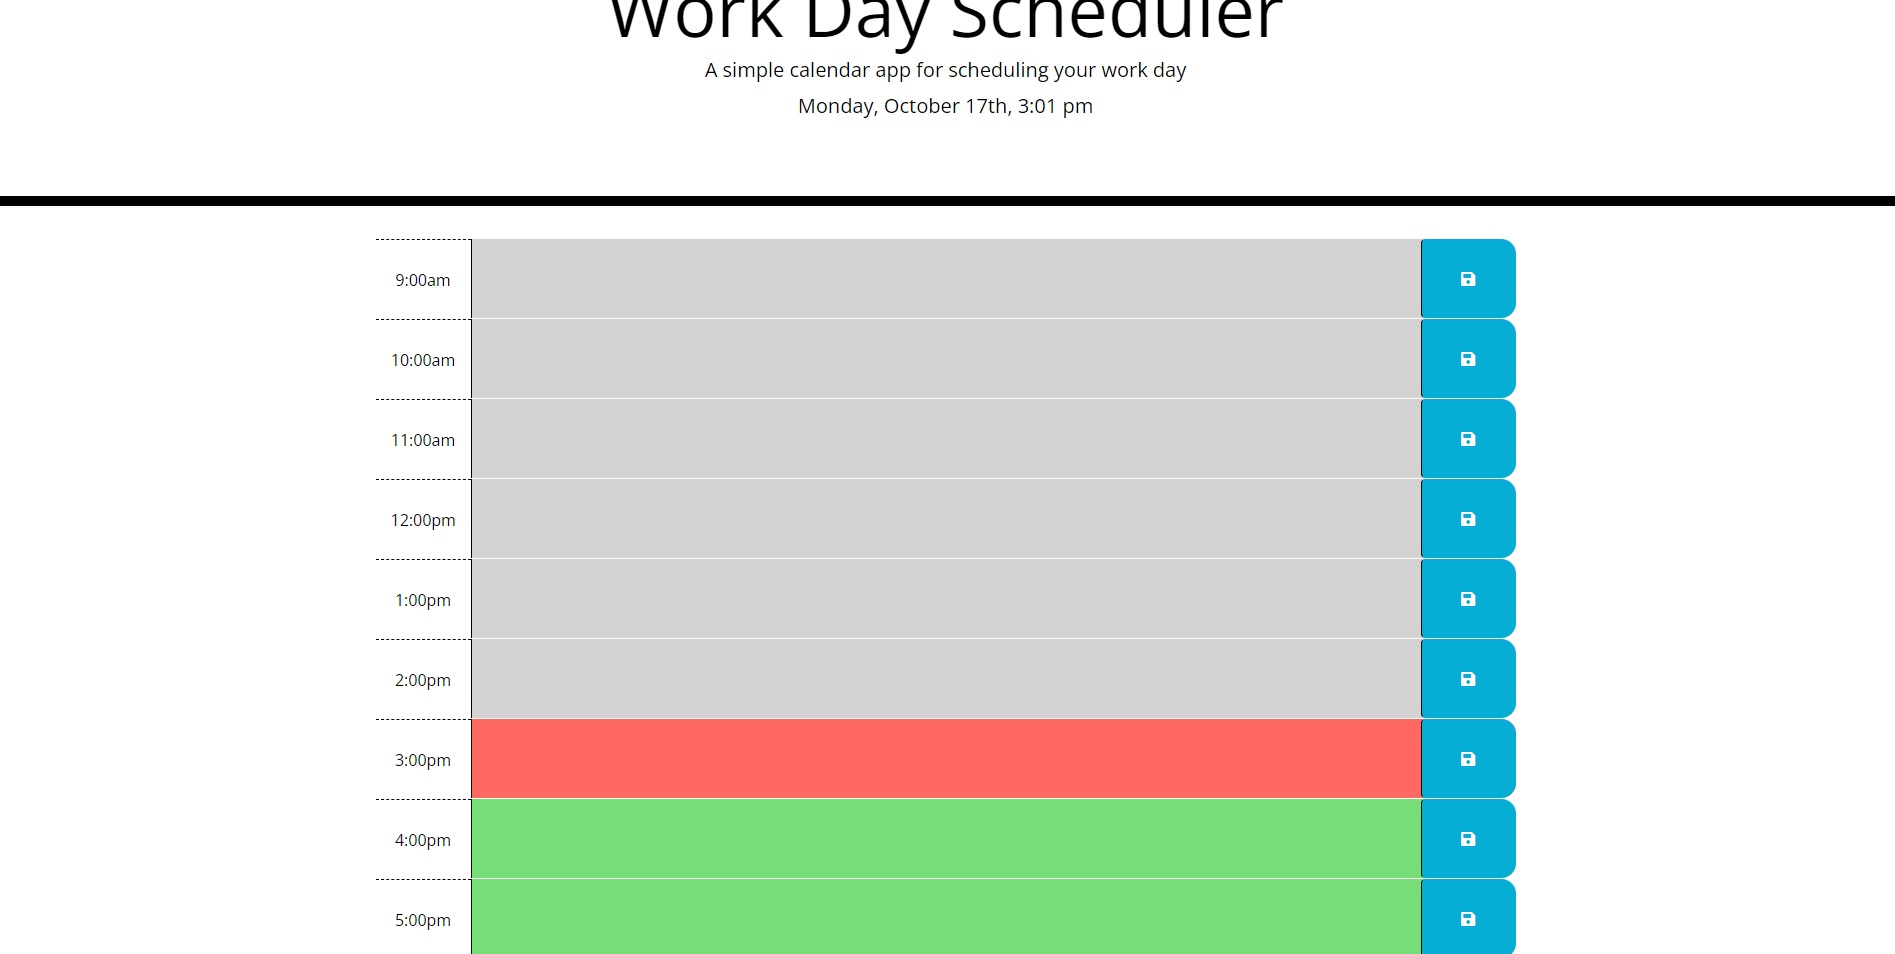 Work Day Scheduler
A simple calendar app for scheduling your work day
Monday, October 17th, 3:01 pm
9:00am
10:00am
11:00am
12:00pm
1:00pm
2:00pm
3:00pm
4:00pm
5:00pm